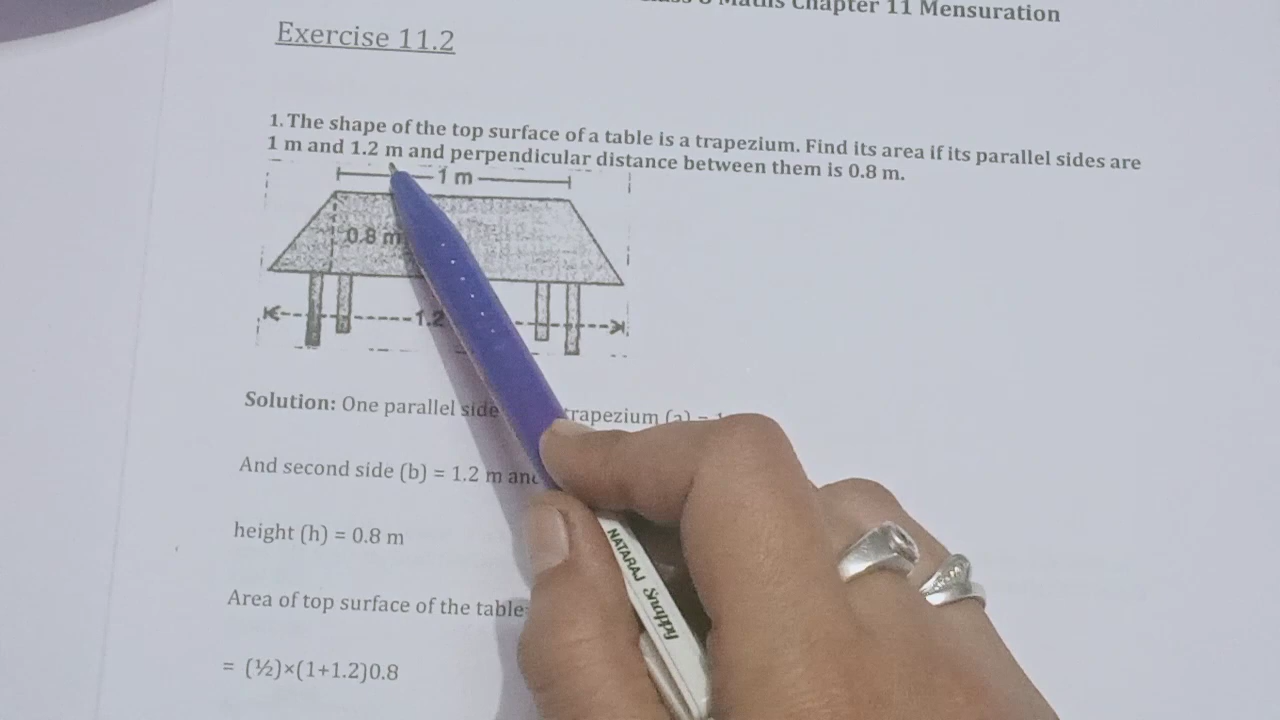 Maths Chapter 11 Mensuration
Exercise 11.2
1. The shape of the top surface of a table is a trapezium. Find its area if its parallel sides are
1 m and 1.2 m and perpendicular distance between them is 0.8 m.
1 m
0.8 m
1.2
Solution: One parallel side trapezium (a) =
And second side (b) = 1.2 m and
height (h) = 0.8 m
Area of top surface of the table
= (½)×(1+1.2)0.8
NATARAJ Snappy